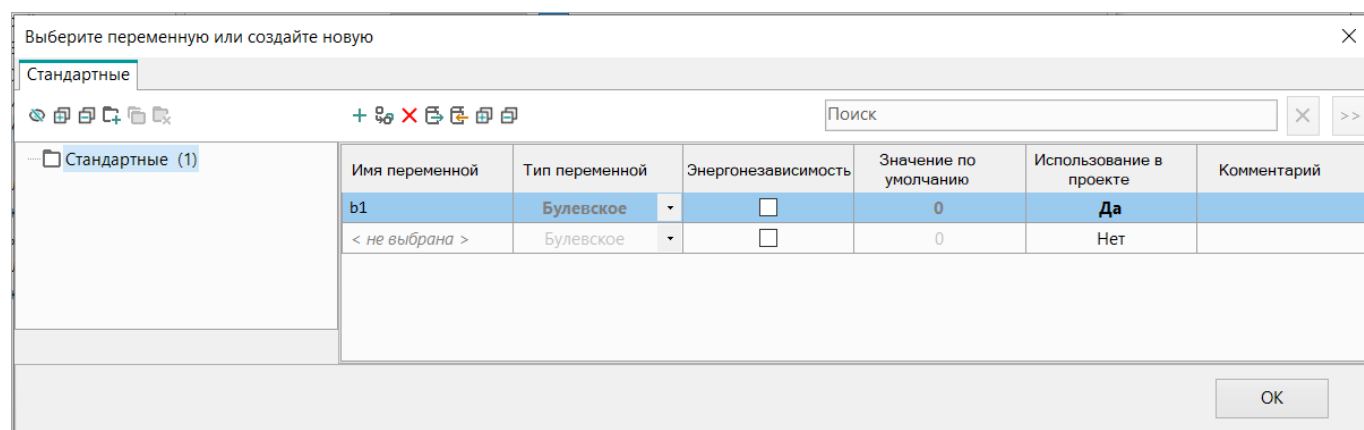 Выберите переменную или создайте новую
Стандартные
Поиск
>>
Стандартные (1)
Имя переменной
Тип переменной
Энергонезависимость
Значение по
умолчанию
Использование в
проекте
Комментарий
b1
Булевское
0
Да
< не выбрана >
Булевское
0
Нет
OK